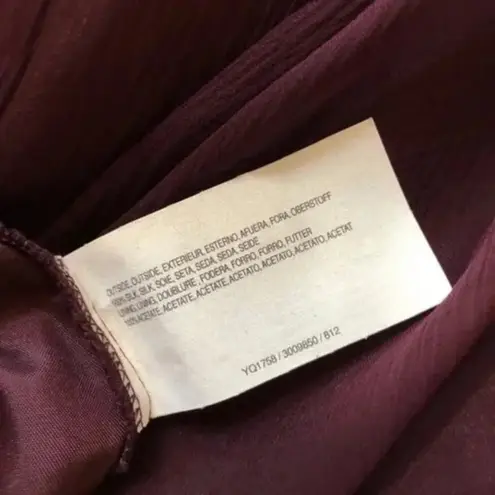 OUTSIDE, OUTSIDE, EXTERIEUR, ESTERNO, AFUERA, FORA, OBERSTOFF
100% SILK, SILK, SOIE, SETA, SEDA, SEDA, SEIDE
LINING, LINING, DOUBLURE, FODERA, FORRO, FORRO, FUTTER
100% ACETATE, ACETATE, ACETATE, ACETATO, ACETATO, ACETATO, ACETAT
YQ1758 / 3009850 / 812